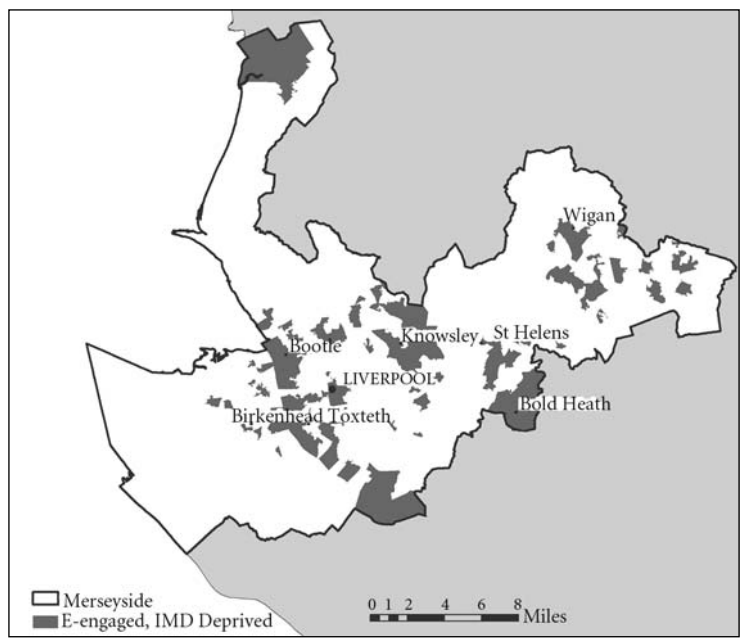 Wigan
St Helens
Knowsley
Bootle
LIVERPOOL
Bold Heath
Birkenhead Toxteth
Merseyside
E-engaged, IMD Deprived
0 1 2 4 6 8
Miles